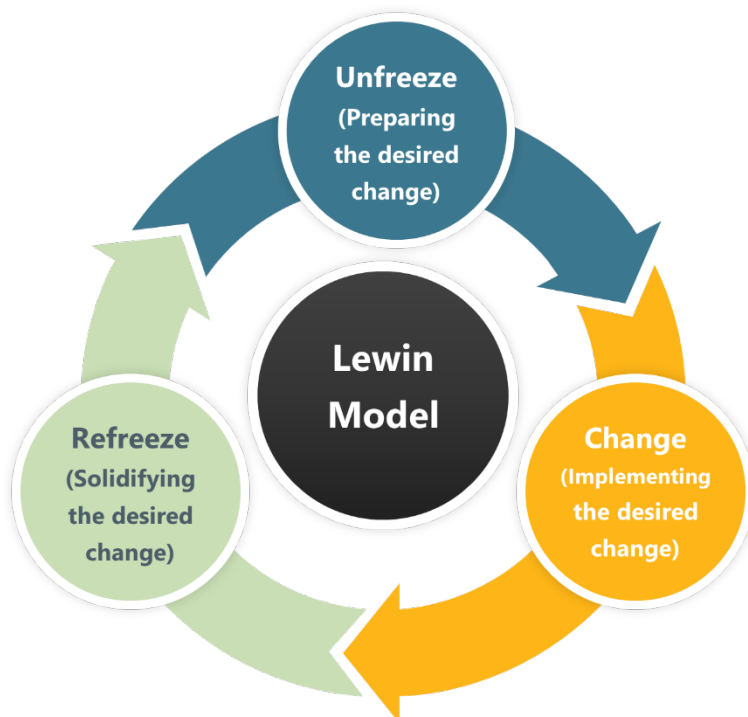 Unfreeze
(Preparing
the desired
change)
Lewin
Model
Change
(Implementing
the desired
change)
Refreeze
(Solidifying
the desired
change)